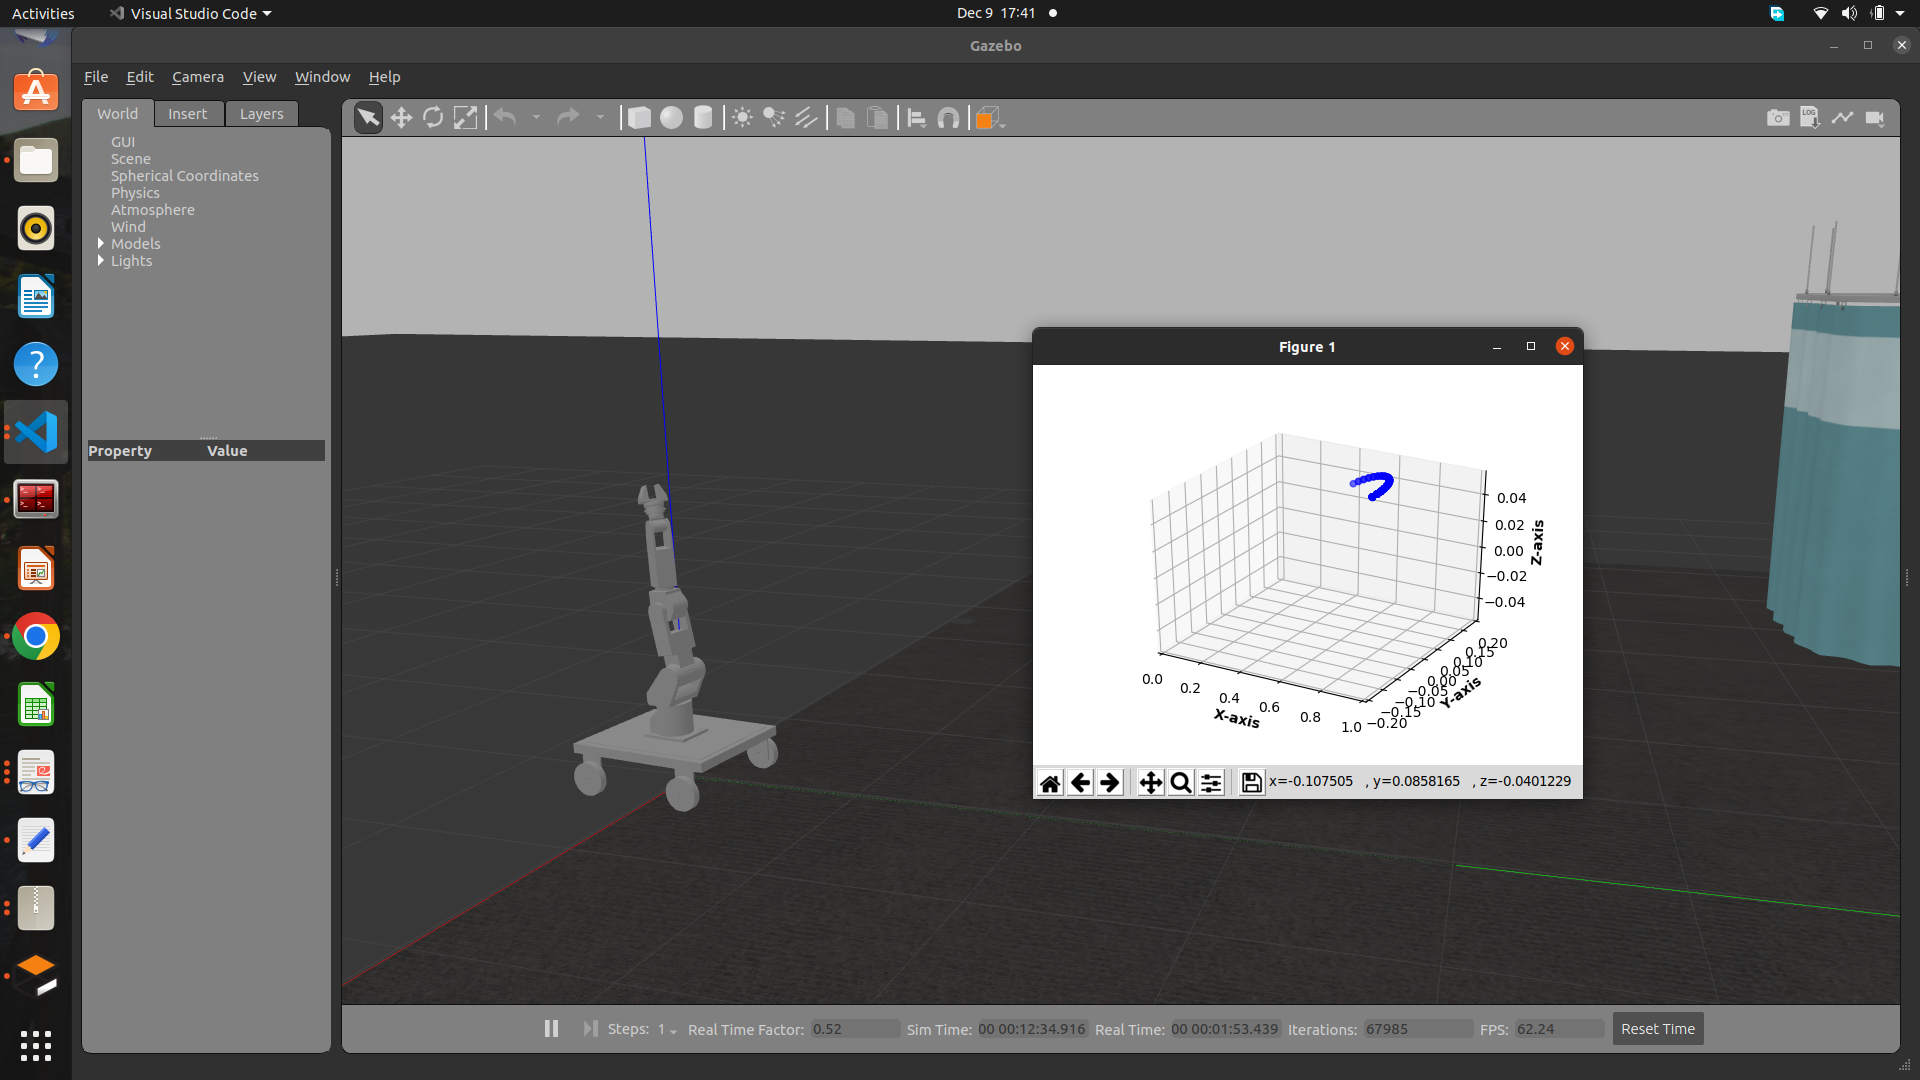 Activities
Visual Studio Code
Dec 9 17:41
Gazebo
File Edit Camera View Window Help
World Insert Layers
GUI
Scene
Spherical Coordinates
Physics
Atmosphere
Wind
Models
Lights
Property Value
LOG
Figure 1
0.04
0.02
0.00
−0.02
−0.04
Z-axis
0.20
0.15
0.10
0.05
0.00
−0.05
−0.10
−0.15
−0.20
Y-axis
0.0
0.2
0.4
0.6
0.8
1.0
X-axis
x=-0.107505 , y=0.0858165 , z=-0.0401229
Steps: 1 Real Time Factor: 0.52 Sim Time: 00 00:12:34.916 Real Time: 00 00:01:53.439 Iterations: 67985 FPS: 62.24 Reset Time